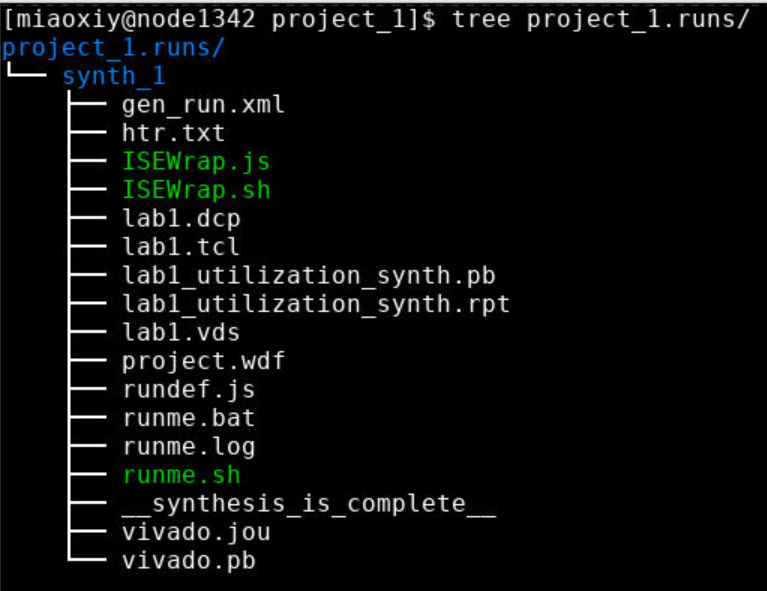 [miaoxiy@node1342 project_1]$ tree project_1.runs/
project_1.runs/
└── synth_1
    ├── gen_run.xml
    ├── htr.txt
    ├── ISEWrap.js
    ├── ISEWrap.sh
    ├── lab1.dcp
    ├── lab1.tcl
    ├── lab1_utilization_synth.pb
    ├── lab1_utilization_synth.rpt
    ├── lab1.vds
    ├── project.wdf
    ├── rundef.js
    ├── runme.bat
    ├── runme.log
    ├── runme.sh
    ├── __synthesis_is_complete__
    ├── vivado.jou
    └── vivado.pb